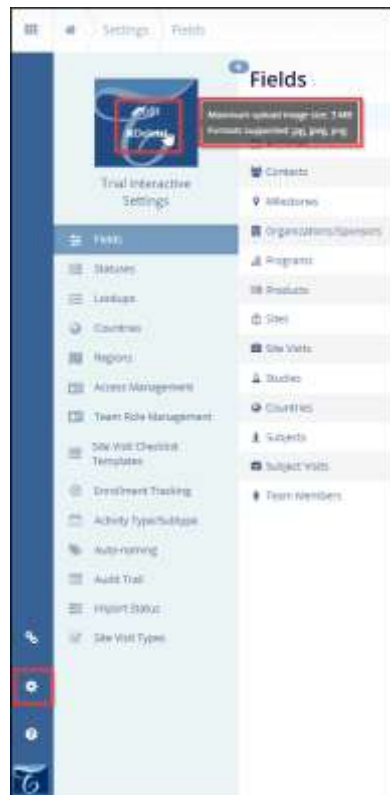 Settings
Fields
Fields
Edit
Delete
Maximum upload image size: 7 MB
Formats supported: jpg, jpeg, png
Trial Interactive
Settings
Contacts
Milestones
Organizations/Sponsors
Programs
Products
Sites
Site Visits
Studies
Countries
Subjects
Subject Visits
Team Members
Fields
Statuses
Lookups
Countries
Regions
Access Management
Team Role Management
Site Visit Checklist
Templates
Enrollment Tracking
Activity Type/Subtype
Auto-naming
Audit Trail
Import Status
Site Visit Types